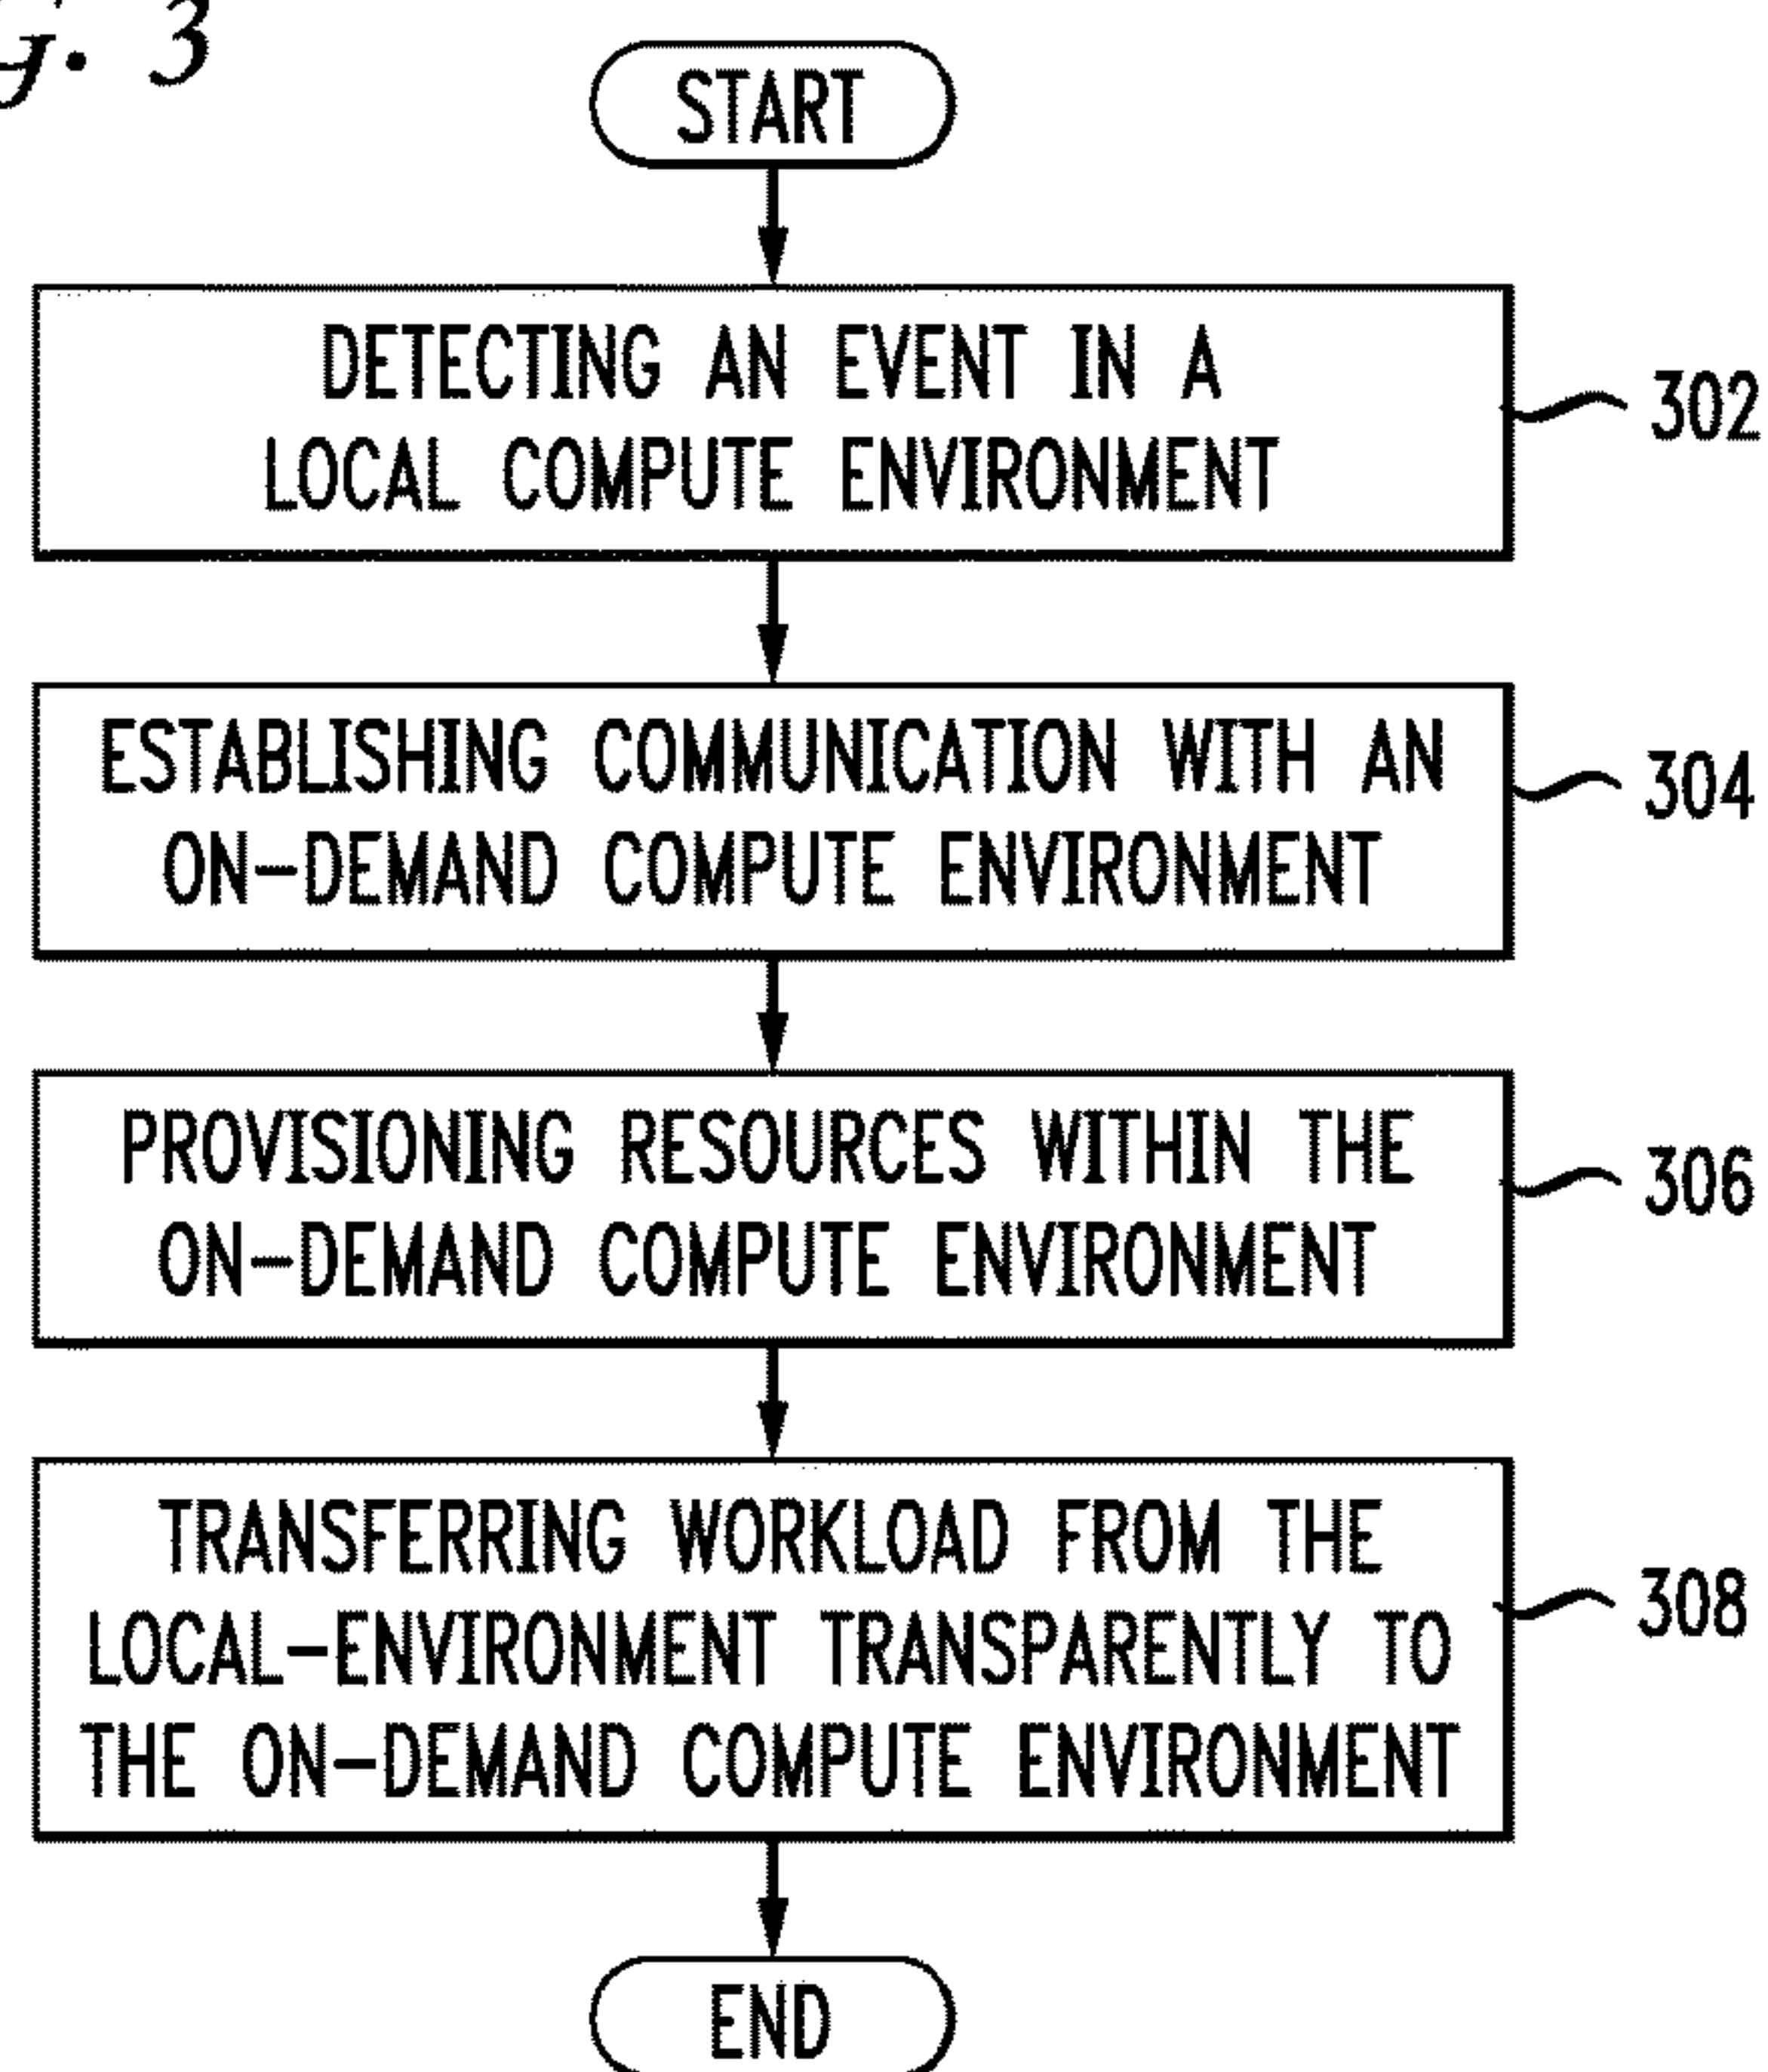 G. 3
START
DETECTING AN EVENT IN A
LOCAL COMPUTE ENVIRONMENT
302
ESTABLISHING COMMUNICATION WITH AN
ON-DEMAND COMPUTE ENVIRONMENT
304
PROVISIONING RESOURCES WITHIN THE
ON-DEMAND COMPUTE ENVIRONMENT
306
TRANSFERRING WORKLOAD FROM THE
LOCAL-ENVIRONMENT TRANSPARENTLY TO
THE ON-DEMAND COMPUTE ENVIRONMENT
308
END